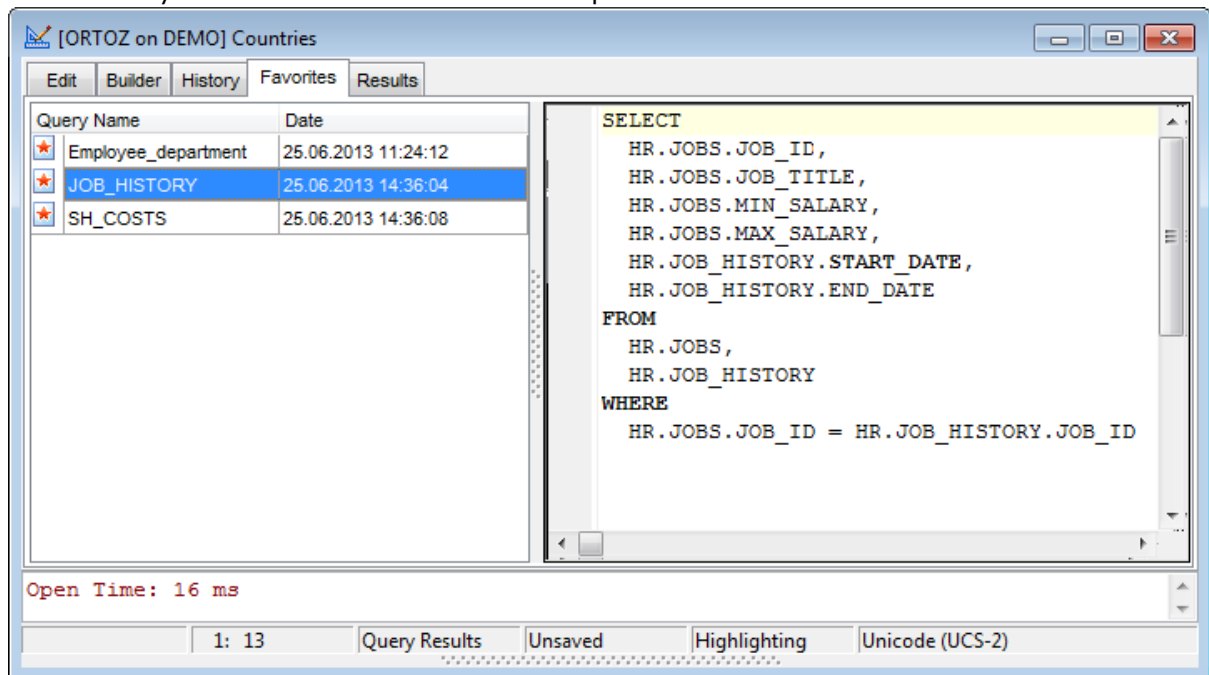 [ORTOZ on DEMO] Countries
Edit Builder History Favorites Results
Query Name Date
Employee_department 25.06.2013 11:24:12
JOB_HISTORY 25.06.2013 14:36:04
SH_COSTS 25.06.2013 14:36:08
SELECT
HR.JOBS.JOB_ID,
HR.JOBS.JOB_TITLE,
HR.JOBS.MIN_SALARY,
HR.JOBS.MAX_SALARY,
HR.JOB_HISTORY.START_DATE,
HR.JOB_HISTORY.END_DATE
FROM
HR.JOBS,
HR.JOB_HISTORY
WHERE
HR.JOBS.JOB_ID = HR.JOB_HISTORY.JOB_ID
Open Time: 16 ms
1: 13 Query Results Unsaved Highlighting Unicode (UCS-2)